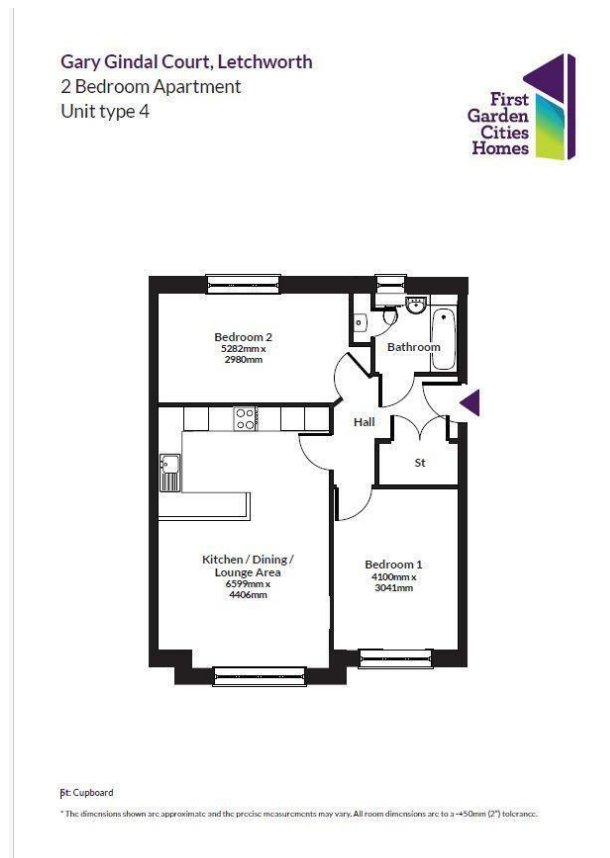 Gary Gindal Court, Letchworth
2 Bedroom Apartment
Unit type 4
First
Garden
Cities
Homes
Bedroom 2
5282mm x
2980mm
Bathroom
Hall
St
Kitchen / Dining /
Lounge Area
6599mm x
4406mm
Bedroom 1
4100mm x
3041mm
St: Cupboard
* The dimensions shown are approximate and the precise measurements may vary. All room dimensions are to a -+50mm (2") tolerance.